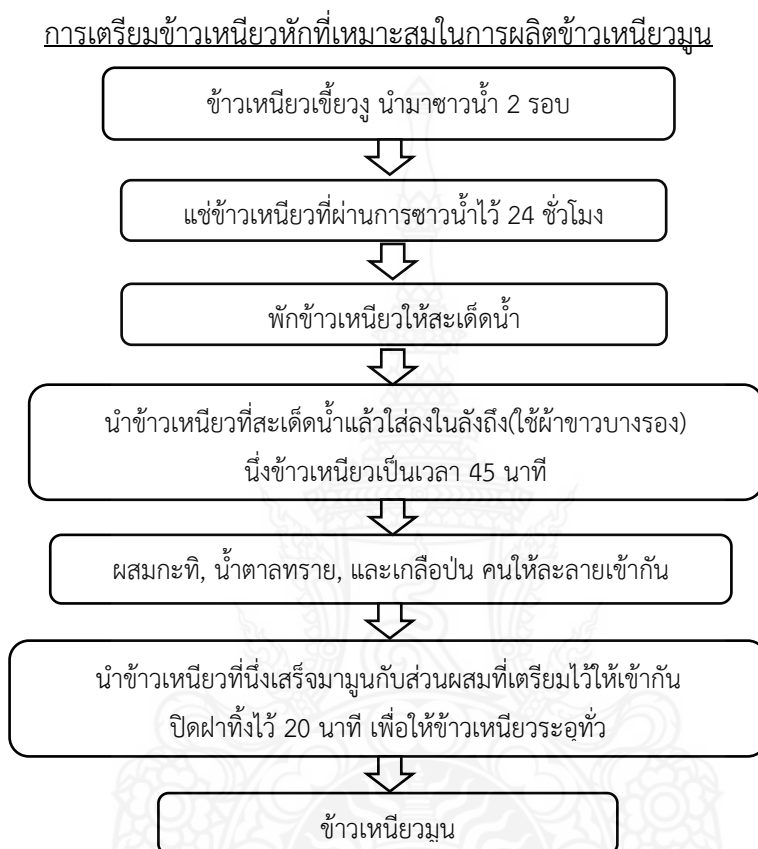 การเตรียมข้าวเหนียวหักที่เหมาะสมในการผลิตข้าวเหนียวมูน
ข้าวเหนียวเขี้ยวงู นำมาซาวน้ำ 2 รอบ
แช่ข้าวเหนียวที่ผ่านการซาวน้ำไว้ 24 ชั่วโมง
พักข้าวเหนียวให้สะเด็ดน้ำ
นำข้าวเหนียวที่สะเด็ดน้ำแล้วใส่ลงในลังถึง(ใช้ผ้าขาวบางรอง)
นึ่งข้าวเหนียวเป็นเวลา 45 นาที
ผสมกะทิ, น้ำตาลทราย, และเกลือป่น คนให้ละลายเข้ากัน
นำข้าวเหนียวที่นึ่งเสร็จมามูนกับส่วนผสมที่เตรียมไว้ให้เข้ากัน
ปิดฝาทิ้งไว้ 20 นาที เพื่อให้ข้าวเหนียวระอุทั่ว
ข้าวเหนียวมูน